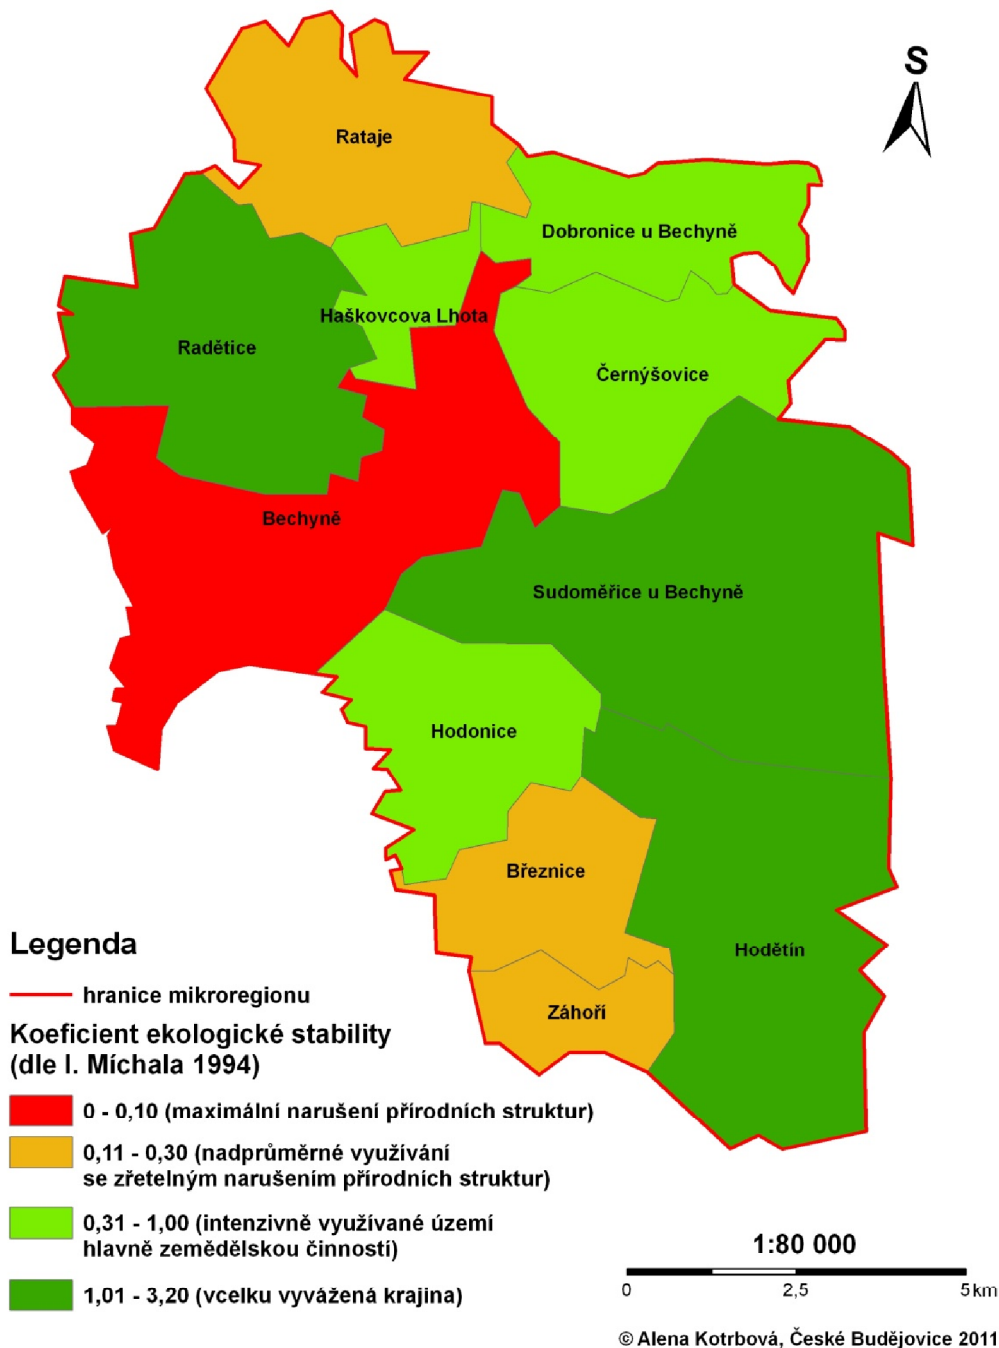 S
Rataje
Dobronice u Bechyně
Haškovcova Lhota
Radětice
Černýšovice
Bechyně
Sudoměřice u Bechyně
Hodonice
Březnice
Hodětín
Záhoří
Legenda
hranice mikroregionu
Koeficient ekologické stability
(dle I. Míchala 1994)
0 - 0,10 (maximální narušení přírodních struktur)
0,11 - 0,30 (nadprůměrné využívání
se zřetelným narušením přírodních struktur)
0,31 - 1,00 (intenzivně využívané území
hlavně zemědělskou činností)
1,01 - 3,20 (vcelku vyvážená krajina)
1:80 000
0 2,5 5 km
© Alena Kotrbová, České Budějovice 2011